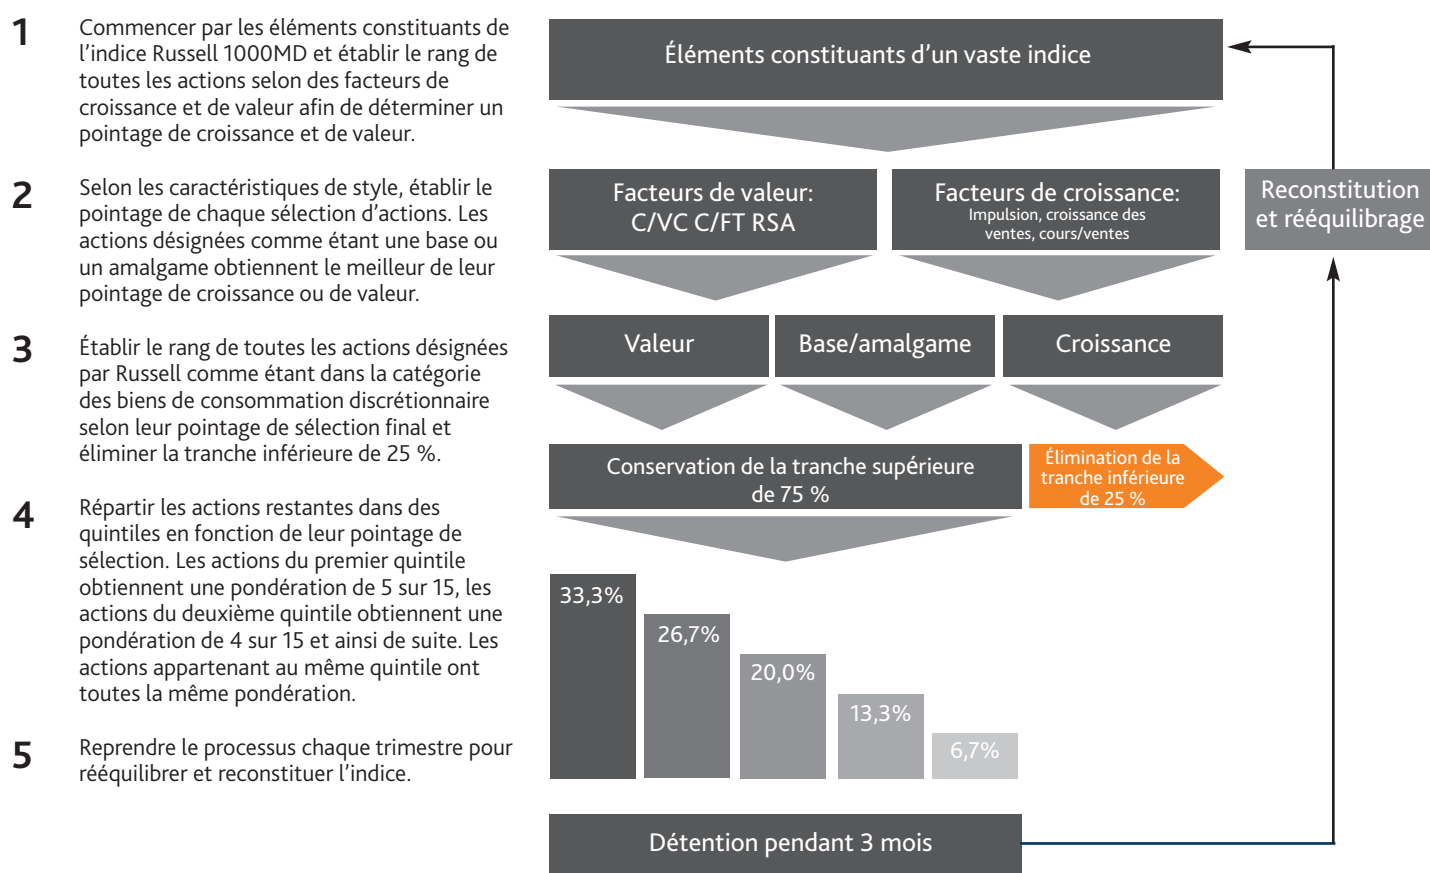 1
Commencer par les éléments constituants de
l’indice Russell 1000MD et établir le rang de
toutes les actions selon des facteurs de
croissance et de valeur afin de déterminer un
pointage de croissance et de valeur.
2
Selon les caractéristiques de style, établir le
pointage de chaque sélection d’actions. Les
actions désignées comme étant une base ou
un amalgame obtiennent le meilleur de leur
pointage de croissance ou de valeur.
3
Établir le rang de toutes les actions désignées
par Russell comme étant dans la catégorie
des biens de consommation discrétionnaire
selon leur pointage de sélection final et
éliminer la tranche inférieure de 25 %.
4
Répartir les actions restantes dans des
quintiles en fonction de leur pointage de
sélection. Les actions du premier quintile
obtiennent une pondération de 5 sur 15, les
actions du deuxième quintile obtiennent une
pondération de 4 sur 15 et ainsi de suite. Les
actions appartenant au même quintile ont
toutes la même pondération.
5
Reprendre le processus chaque trimestre pour
rééquilibrer et reconstituer l’indice.
Éléments constituants d’un vaste indice
Facteurs de valeur:
C/VC C/FT RSA
Facteurs de croissance:
Impulsion, croissance des
ventes, cours/ventes
Reconstitution
et rééquilibrage
Valeur
Base/amalgame
Croissance
Conservation de la tranche supérieure
de 75 %
Élimination de la
tranche inférieure
de 25 %
33,3%
26,7%
20,0%
13,3%
6,7%
Détention pendant 3 mois